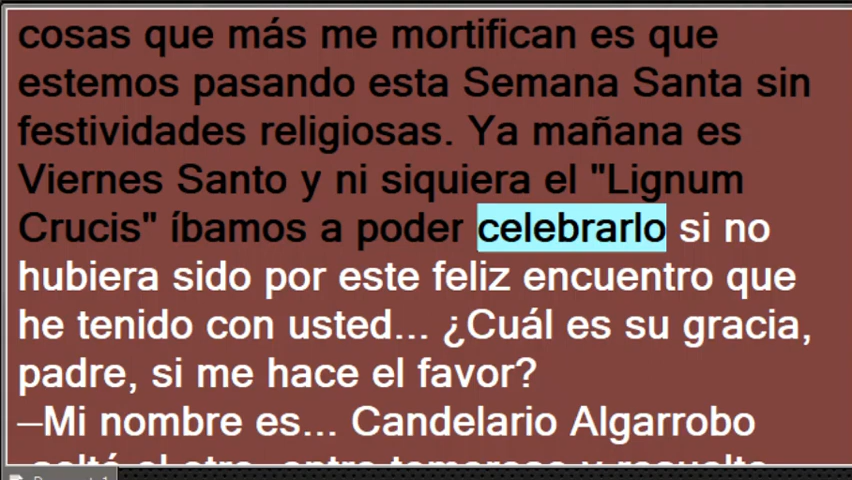 cosas que más me mortifican es que
estemos pasando esta Semana Santa sin
festividades religiosas. Ya mañana es
Viernes Santo y ni siquiera el "Lignum
Crucis" íbamos a poder celebrarlo si no
hubiera sido por este feliz encuentro que
he tenido con usted... ¿Cuál es su gracia,
padre, si me hace el favor?
–Mi nombre es... Candelario Algarrobo